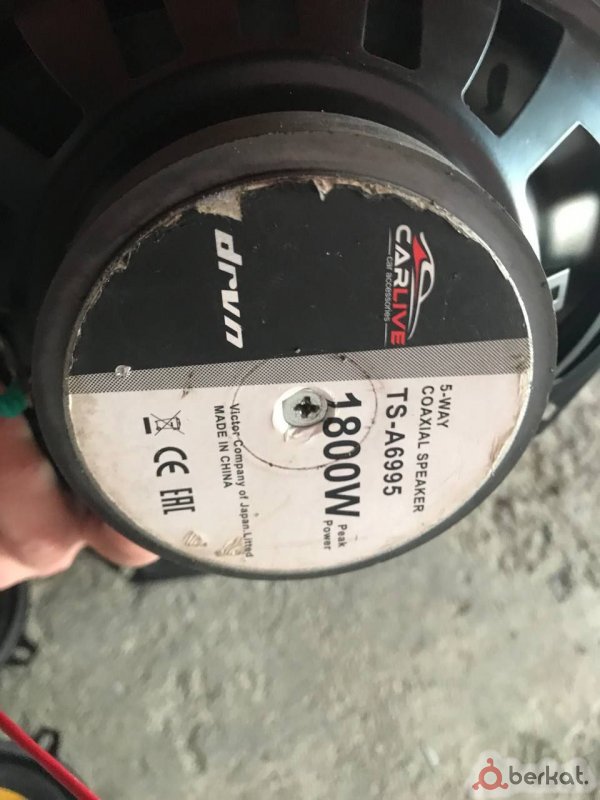 drvn
CARLIVE
car accessories
5-WAY
COAXIAL SPEAKER
TS-A6995
1800W
Peak
Power
Victor Company of Japan.Litted
MADE IN CHINA
CE EAC
berkat.